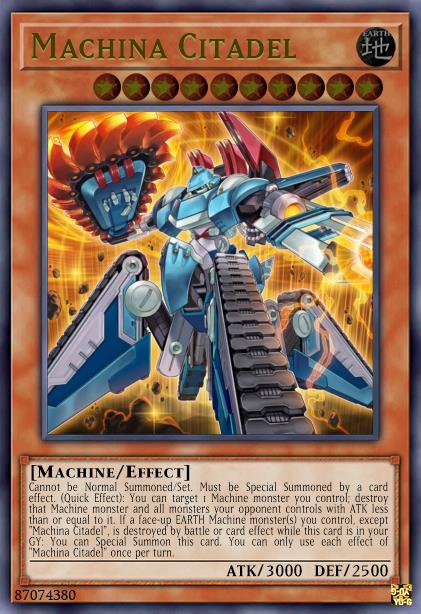 MACHINA CITADEL
EARTH
地
[MACHINE/EFFECT]
Cannot be Normal Summoned/Set. Must be Special Summoned by a card
effect. (Quick Effect): You can target 1 Machine monster you control; destroy
that Machine monster and all monsters your opponent controls with ATK less
than or equal to it. If a face-up EARTH Machine monster(s) you control, except
"Machina Citadel", is destroyed by battle or card effect while this card is in your
GY: You can Special Summon this card. You can only use each effect of
"Machina Citadel" once per turn.
ATK/3000 DEF/2500
87074380